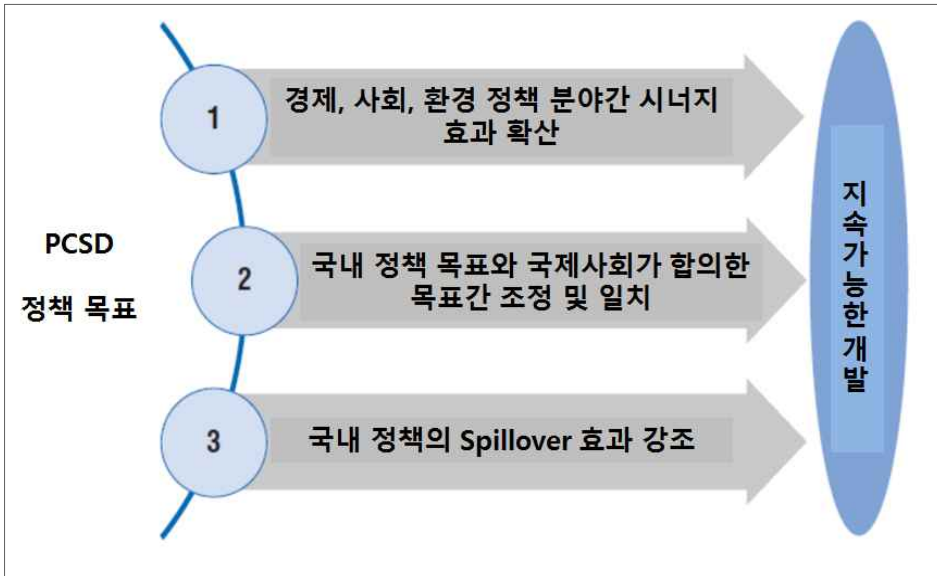 PCSD
정책 목표
1
경제, 사회, 환경 정책 분야간 시너지
효과 확산
2
국내 정책 목표와 국제사회가 합의한
목표간 조정 및 일치
3
국내 정책의 Spillover 효과 강조
지속가능한개발